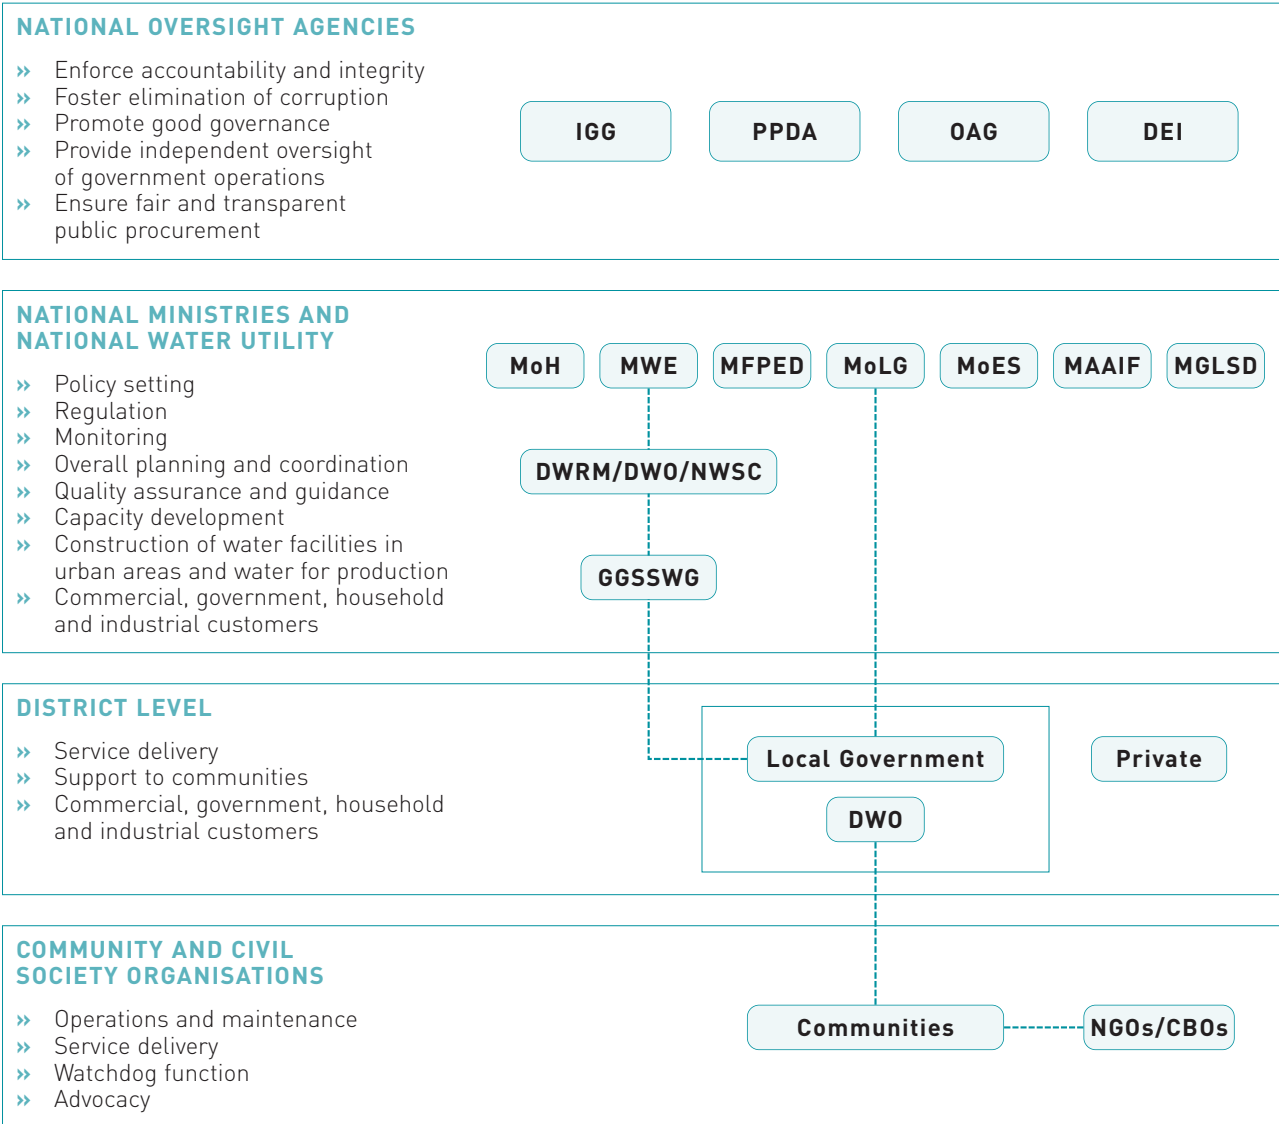 NATIONAL OVERSIGHT AGENCIES
» Enforce accountability and integrity
» Foster elimination of corruption
» Promote good governance
» Provide independent oversight
of government operations
» Ensure fair and transparent
public procurement
IGG
PPDA
OAG
DEI
NATIONAL MINISTRIES AND
NATIONAL WATER UTILITY
» Policy setting
» Regulation
» Monitoring
» Overall planning and coordination
» Quality assurance and guidance
» Capacity development
» Construction of water facilities in
urban areas and water for production
» Commercial, government, household
and industrial customers
MoH
MWE
MFPED
MoLG
MoES
MAAIF
MGLSD
DWRM/DWO/NWSC
GGSSWG
DISTRICT LEVEL
» Service delivery
» Support to communities
» Commercial, government, household
and industrial customers
Local Government
Private
DWO
COMMUNITY AND CIVIL
SOCIETY ORGANISATIONS
» Operations and maintenance
» Service delivery
» Watchdog function
» Advocacy
Communities
NGOs/CBOs